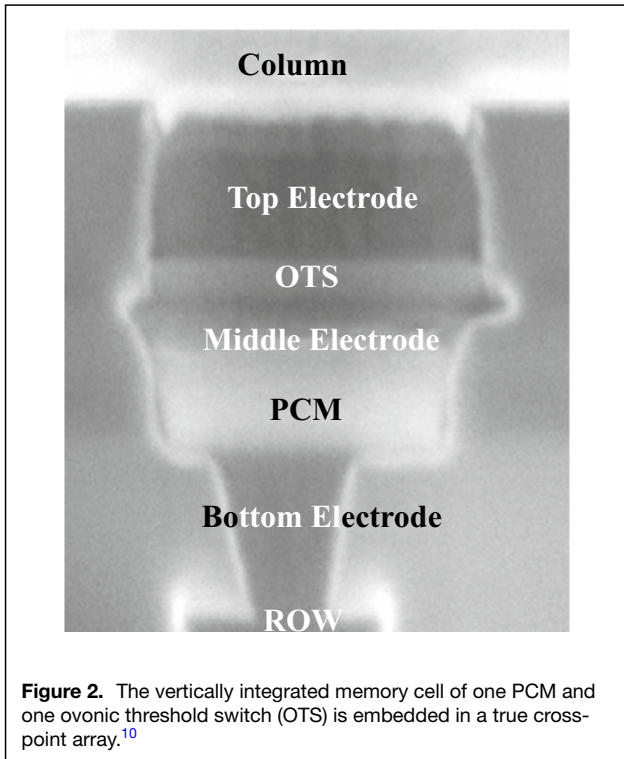 Column
Top Electrode
OTS
Middle Electrode
PCM
Bottom Electrode
ROW
Figure 2. The vertically integrated memory cell of one PCM and
one ovonic threshold switch (OTS) is embedded in a true cross-
point array.10